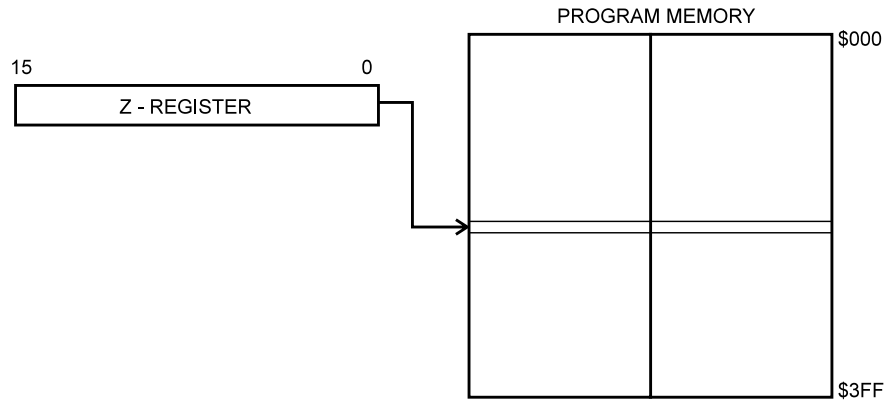 PROGRAM MEMORY
$000
15
0
Z - REGISTER
$3FF